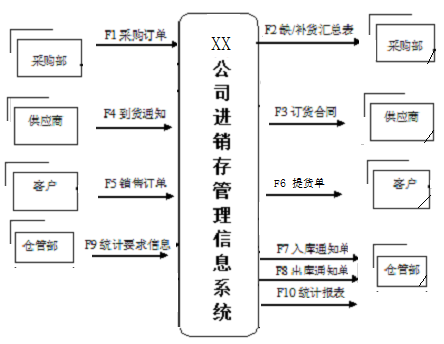 F1 采购订单
采购部
F4 到货通知
供应商
F5 销售订单
客户
F9 统计要求信息
仓管部
XX
公司进销存管理信息系统
F2 缺/补货汇总表
采购部
F3 订货合同
供应商
F6 提货单
客户
F7 入库通知单
F8 出库通知单
仓管部
F10 统计报表